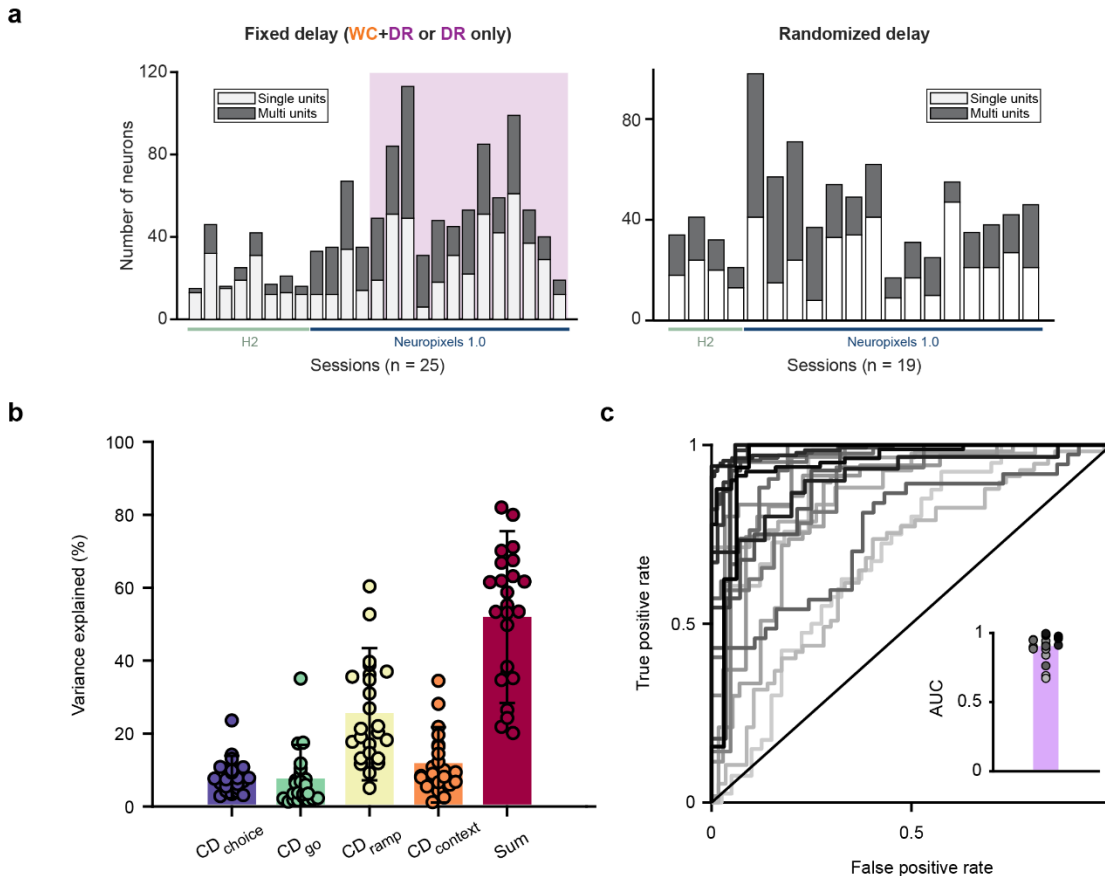 a
Fixed delay (WC+DR or DR only)
Number of neurons
120
80
40
0
Single units
Multi units
H2
Neuropixels 1.0
Sessions (n = 25)
Randomized delay
80
40
0
Single units
Multi units
H2
Neuropixels 1.0
Sessions (n = 19)
b
Variance explained (%)
100
80
60
40
20
0
CD choice
CD go
CD ramp
CD context
Sum
c
True positive rate
1
0.5
0
0
0.5
False positive rate
AUC
1
0.5
0